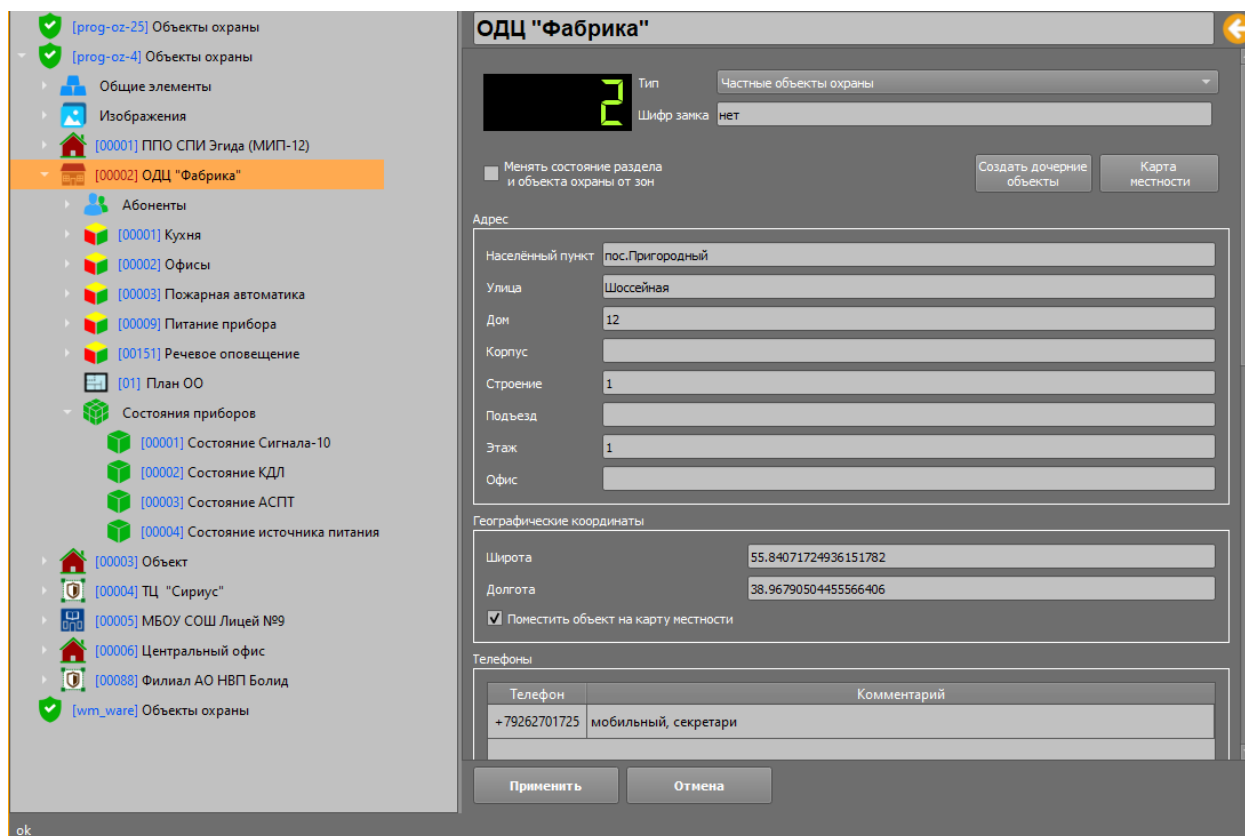 [prog-oz-25] Объекты охраны
[prog-oz-4] Объекты охраны
Общие элементы
Изображения
[00001] ППО СПИ Эгида (МИП-12)
[00002] ОДЦ "Фабрика"
Абоненты
[00001] Кухня
[00002] Офисы
[00003] Пожарная автоматика
[00009] Питание прибора
[00151] Речевое оповещение
[01] План ОО
Состояния приборов
[00001] Состояние Сигнала-10
[00002] Состояние КДЛ
[00003] Состояние АСПТ
[00004] Состояние источника питания
[00003] Объект
[00004] ТЦ "Сириус"
[00005] МБОУ СОШ Лицей №9
[00006] Центральный офис
[00088] Филиал АО НВП Болид
[wm_ware] Объекты охраны
ok
ОДЦ "Фабрика"
2
Тип Частные объекты охраны
Шифр замка нет
Менять состояние раздела
и объекта охраны от зон
Создать дочерние
объекты
Карта
местности
Адрес
Населённый пункт пос.Пригородный
Улица Шоссейная
Дом 12
Корпус
Строение 1
Подъезд
Этаж 1
Офис
Географические координаты
Широта 55.84071724936151782
Долгота 38.96790504455566406
Поместить объект на карту местности
Телефоны
Телефон Комментарий
+79262701725 мобильный, секретари
Применить Отмена